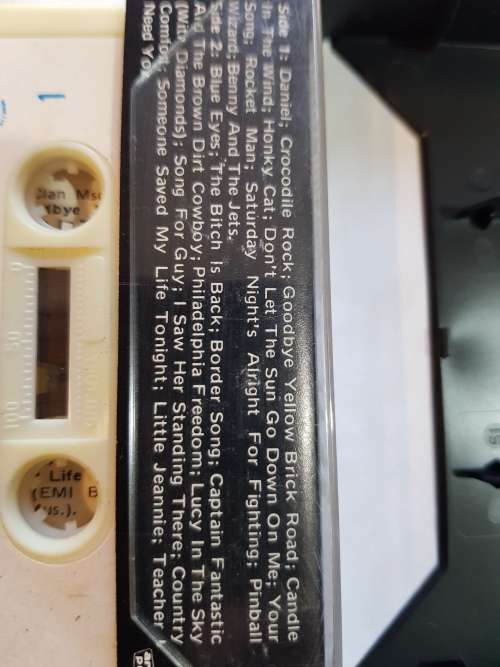 Side 1: Daniel; Crocodile Rock; Goodbye Yellow Brick Road; Candle
In The Wind; Honky Cat; Don't Let The Sun Go Down On Me; Your
Song; Rocket Man; Saturday Night's Alright For Fighting; Pinball
Wizard; Benny And The Jets.
Side 2: Blue Eyes; The Bitch Is Back; Border Song; Captain Fantastic
And The Brown Dirt Cowboy; Philadelphia Freedom; Lucy In The Sky
(With Diamonds); Song For Guy; I Saw Her Standing There; Country
Comfort; Someone Saved My Life Tonight; Little Jeannie; Teacher I
Need You
1
Life
(EMI B
us.).